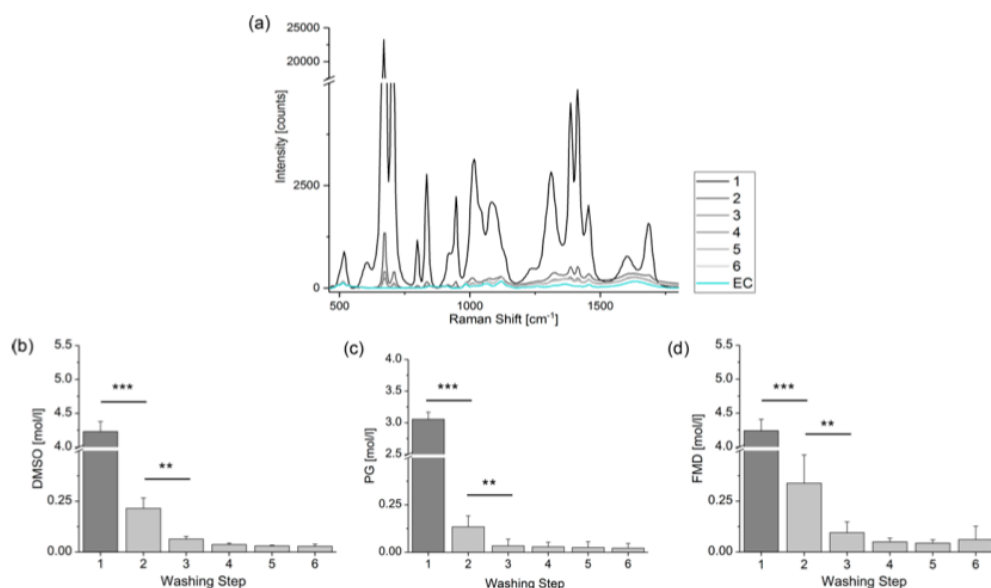 (a)
25000
20000
2500
0
Intensity [counts]
500 1000 1500
Raman Shift [cm⁻¹]
1
2
3
4
5
6
EC
(b)
5.5
5.0
4.5
4.0
0.25
0.00
DMSO [mol/l]
***
**
1 2 3 4 5 6
Washing Step
(c)
4.0
3.5
3.0
2.5
0.25
0.00
PG [mol/l]
***
**
1 2 3 4 5 6
Washing Step
(d)
5.5
5.0
4.5
4.0
0.25
0.00
FMD [mol/l]
***
**
1 2 3 4 5 6
Washing Step